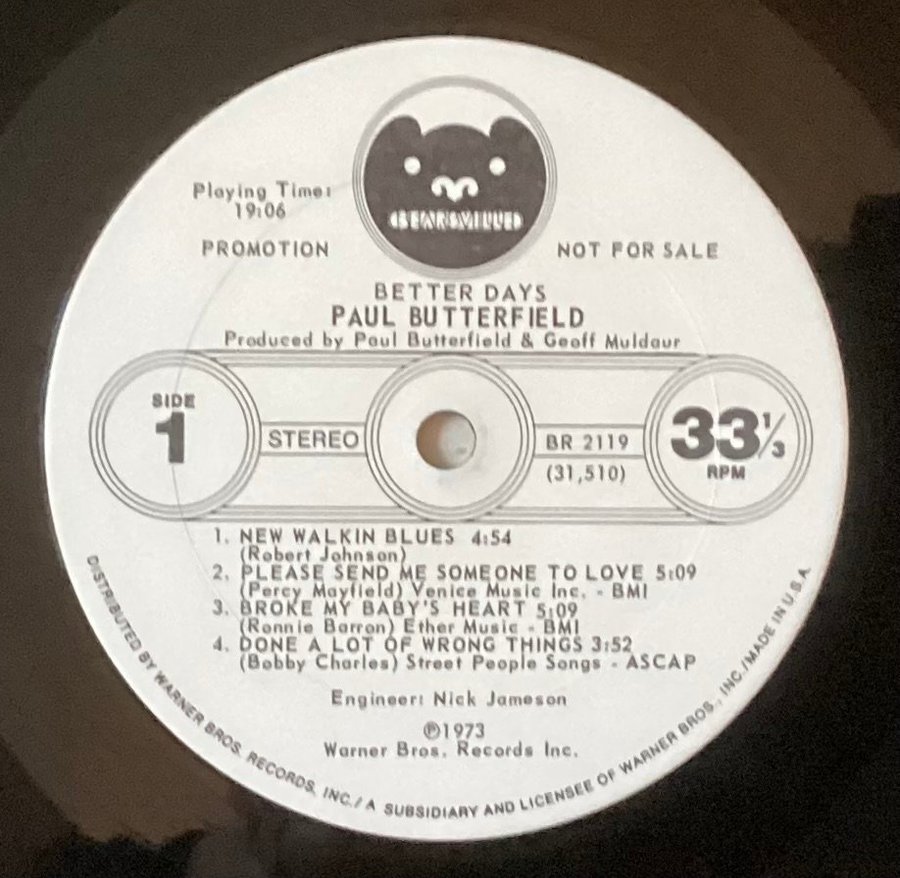 BEARSVILLE
Playing Time:
19:06
PROMOTION
NOT FOR SALE
BETTER DAYS
PAUL BUTTERFIELD
Produced by Paul Butterfield & Geoff Muldaur
SIDE
1
STEREO
BR 2119
(31,510)
33 1/3
RPM
1. NEW WALKIN BLUES 4:54
(Robert Johnson)
2. PLEASE SEND ME SOMEONE TO LOVE 5:09
(Percy Mayfield) Venice Music Inc. - BMI
3. BROKE MY BABY'S HEART 5:09
(Ronnie Barron) Ether Music - BMI
4. DONE A LOT OF WRONG THINGS 3:52
(Bobby Charles) Street People Songs - ASCAP
Engineer: Nick Jameson
℗1973
Warner Bros. Records Inc.
DISTRIBUTED BY WARNER BROS. RECORDS, INC./A SUBSIDIARY AND LICENSEE OF WARNER BROS., INC./MADE IN U.S.A.